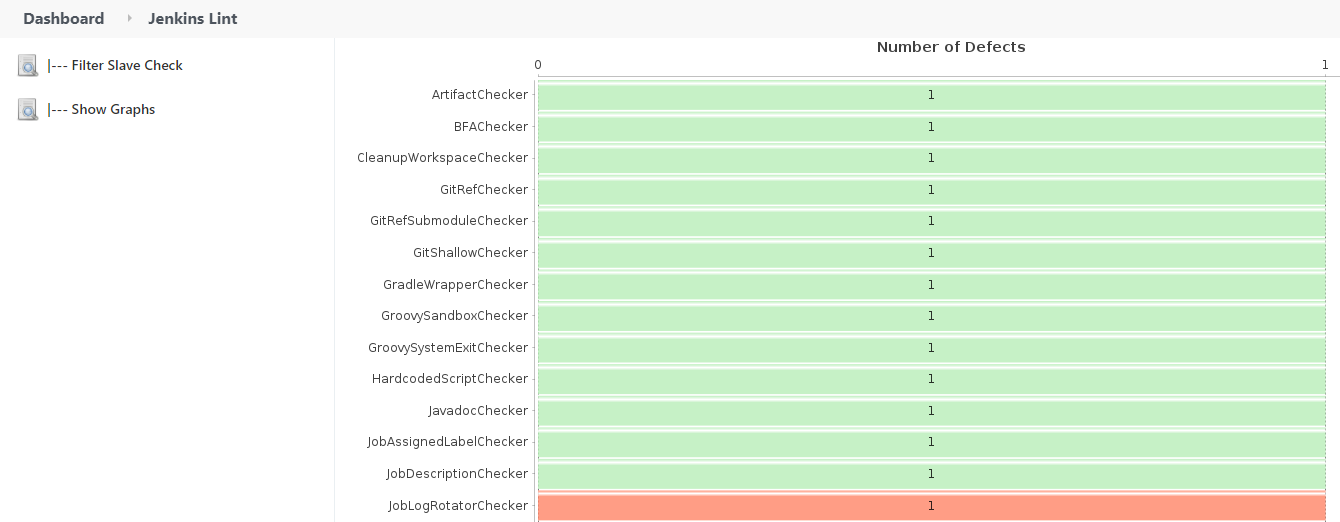 Dashboard Jenkins Lint
|--- Filter Slave Check
|--- Show Graphs
Number of Defects
0 1
ArtifactChecker 1
BFAChecker 1
CleanupWorkspaceChecker 1
GitRefChecker 1
GitRefSubmoduleChecker 1
GitShallowChecker 1
GradleWrapperChecker 1
GroovySandboxChecker 1
GroovySystemExitChecker 1
HardcodedScriptChecker 1
JavadocChecker 1
JobAssignedLabelChecker 1
JobDescriptionChecker 1
JobLogRotatorChecker 1